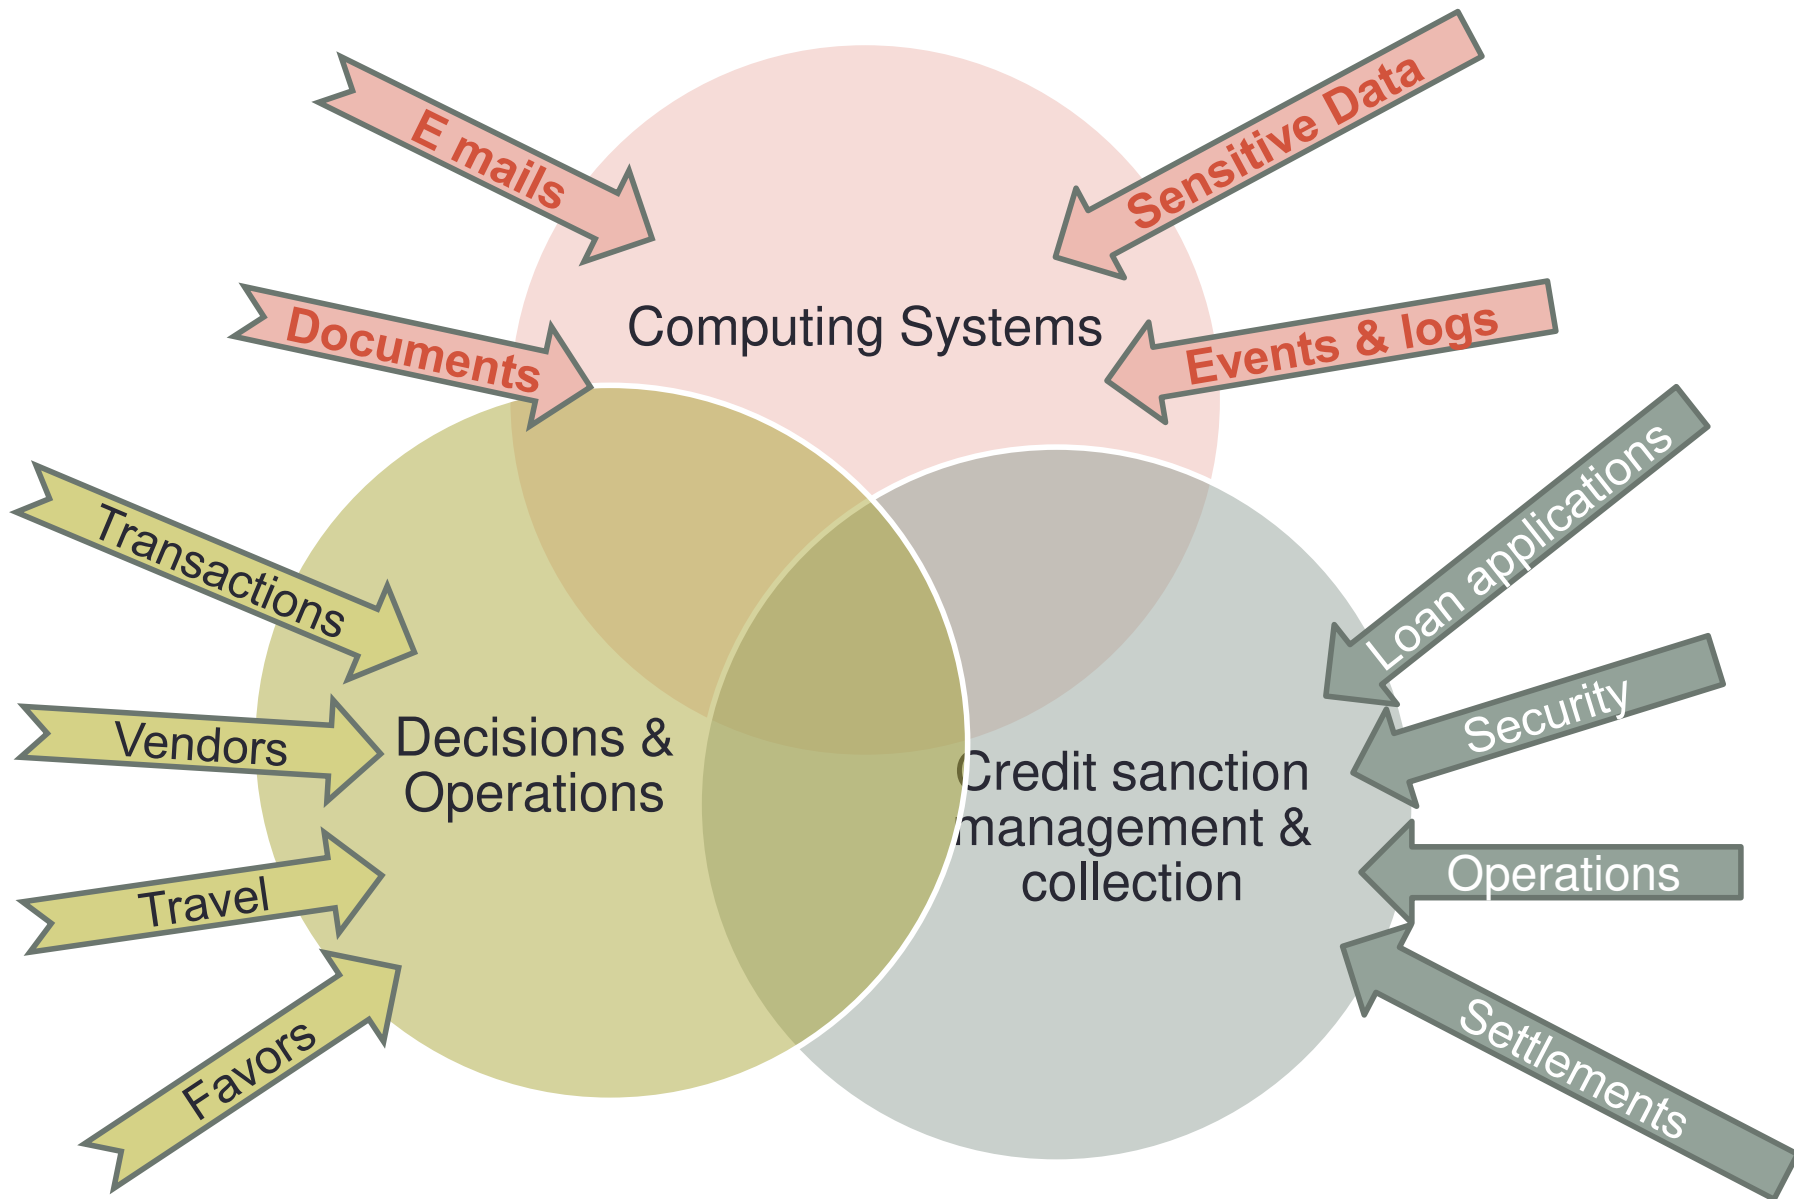 E mails
Sensitive Data
Documents
Computing Systems
Events & logs
Transactions
Loan applications
Vendors
Decisions &
Operations
Security
Credit sanction
management &
collection
Travel
Operations
Favors
Settlements